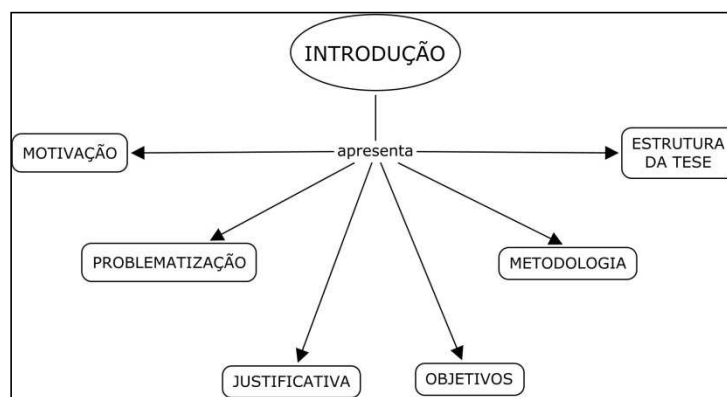 INTRODUÇÃO
apresenta
MOTIVAÇÃO
ESTRUTURA
DA TESE
PROBLEMATIZAÇÃO
METODOLOGIA
JUSTIFICATIVA
OBJETIVOS